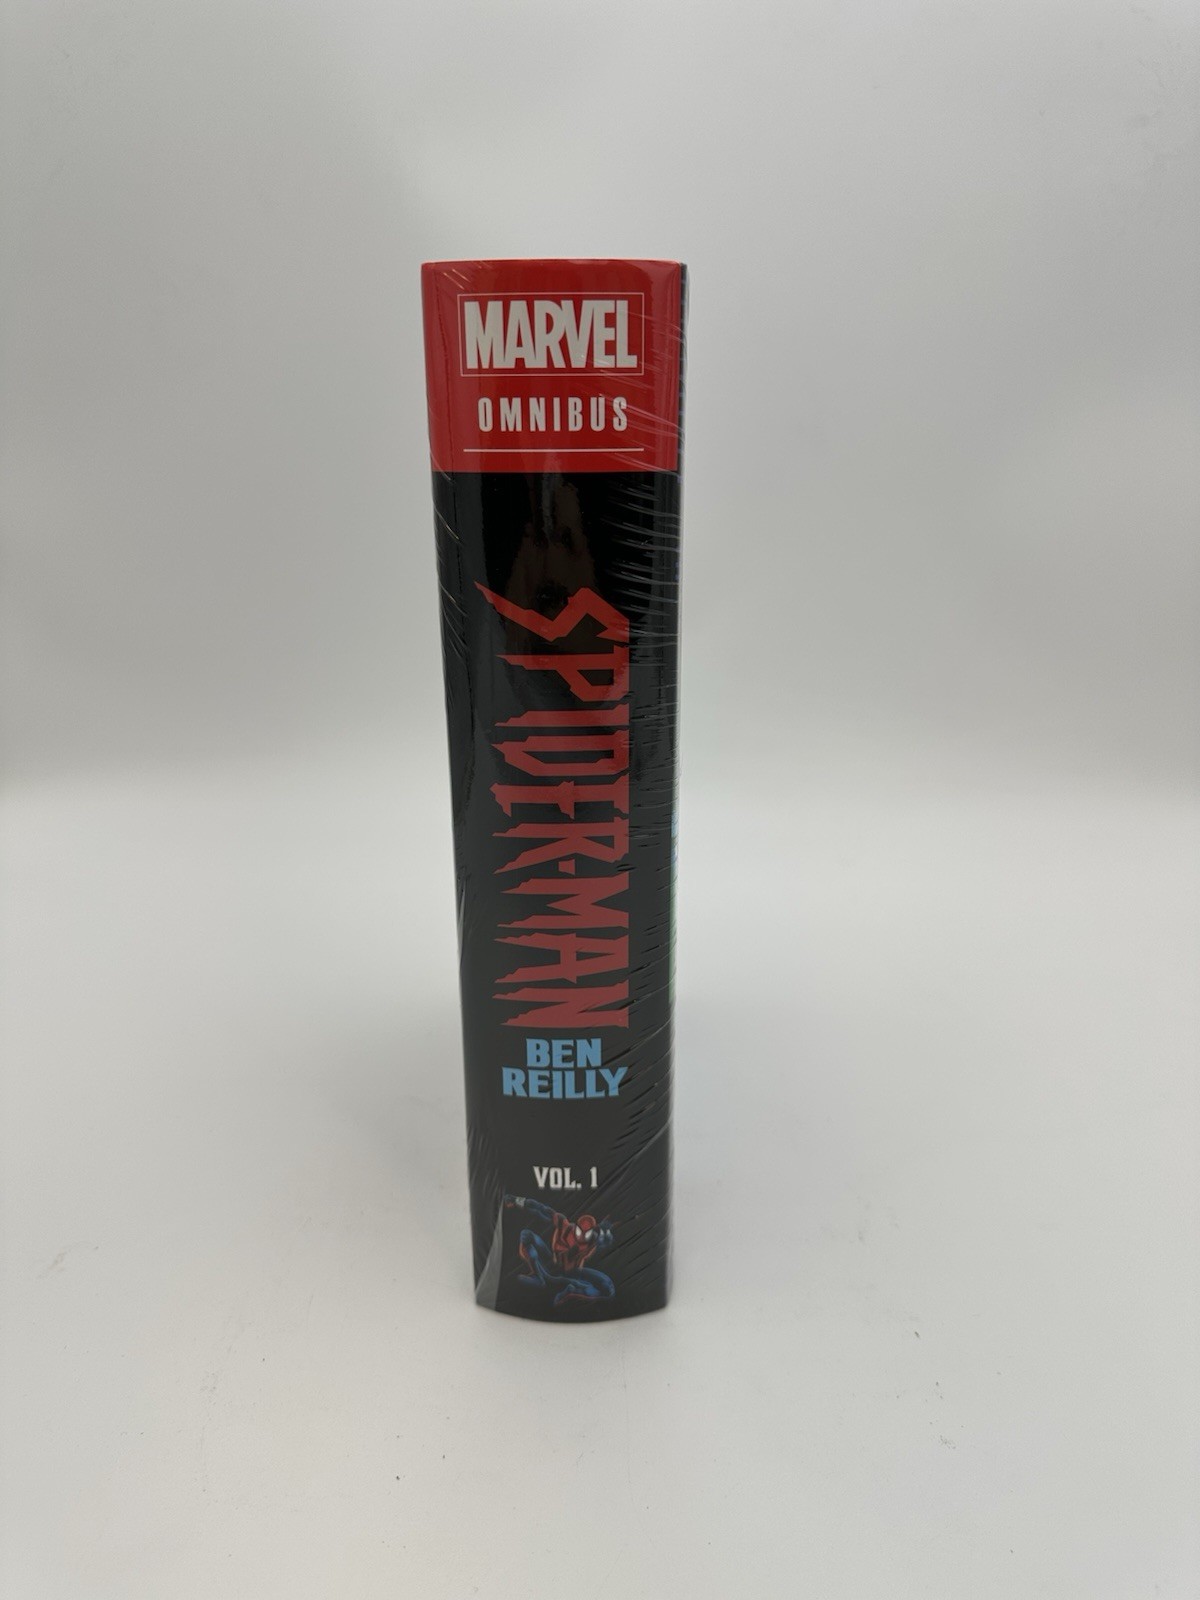 MARVEL
OMNIBUS
SPIDER-MAN
BEN
REILLY
VOL. 1